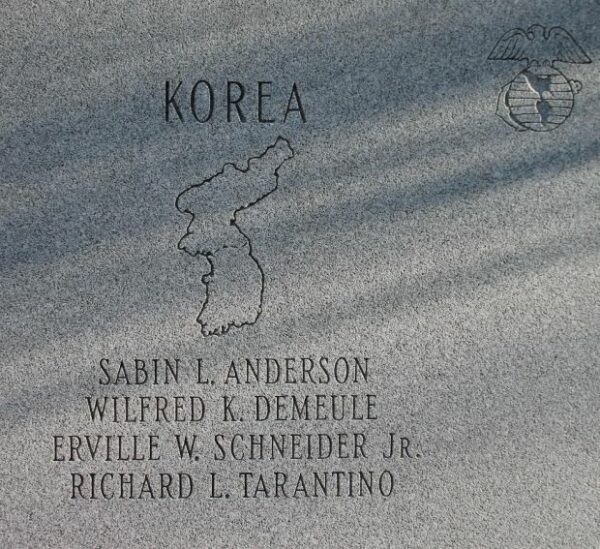 KOREA
SABIN L. ANDERSON
WILFRED K. DEMEULE
ERVILLE W. SCHNEIDER JR.
RICHARD L. TARANTINO